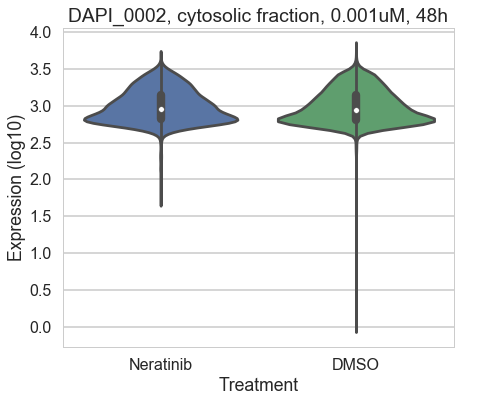 DAPI_0002, cytosolic fraction, 0.001uM, 48h
4.0
3.5
3.0
2.5
2.0
1.5
1.0
0.5
0.0
Expression (log10)
Neratinib DMSO
Treatment